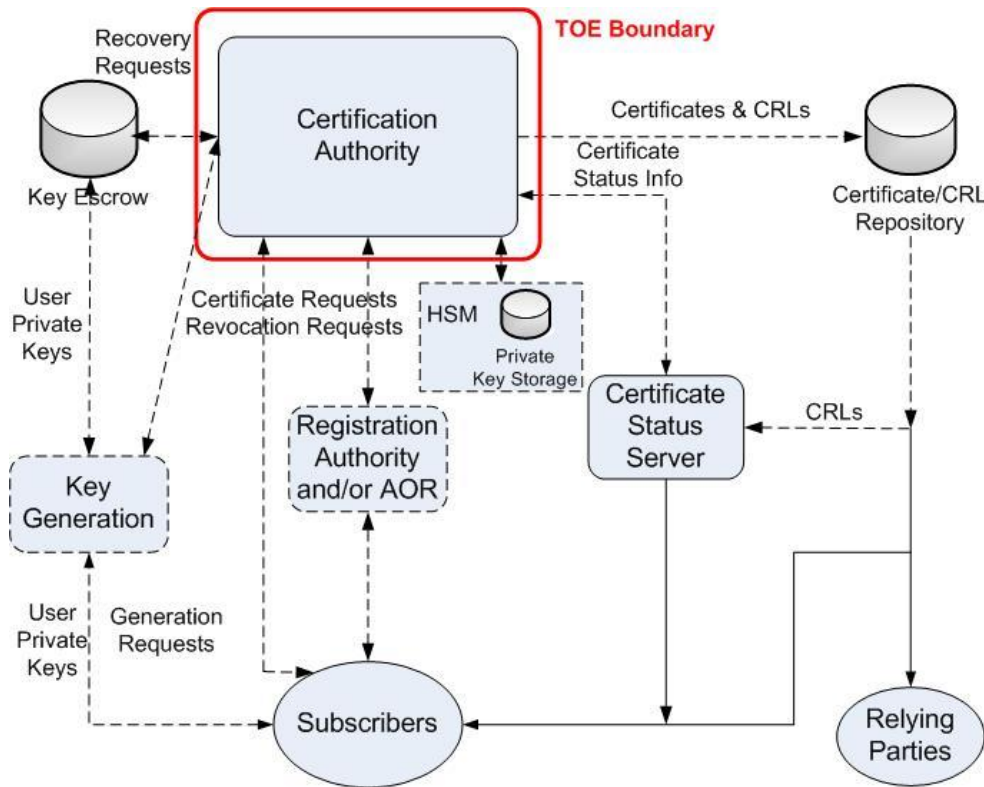 TOE Boundary
Recovery
Requests
Certification
Authority
Certificates & CRLs
Certificate
Status Info
Key Escrow
Certificate/CRL
Repository
User
Private
Keys
Certificate Requests
Revocation Requests
HSM
Private
Key Storage
Certificate
Status
Server
CRLs
Registration
Authority
and/or AOR
Key
Generation
User
Private
Keys
Generation
Requests
Subscribers
Relying
Parties